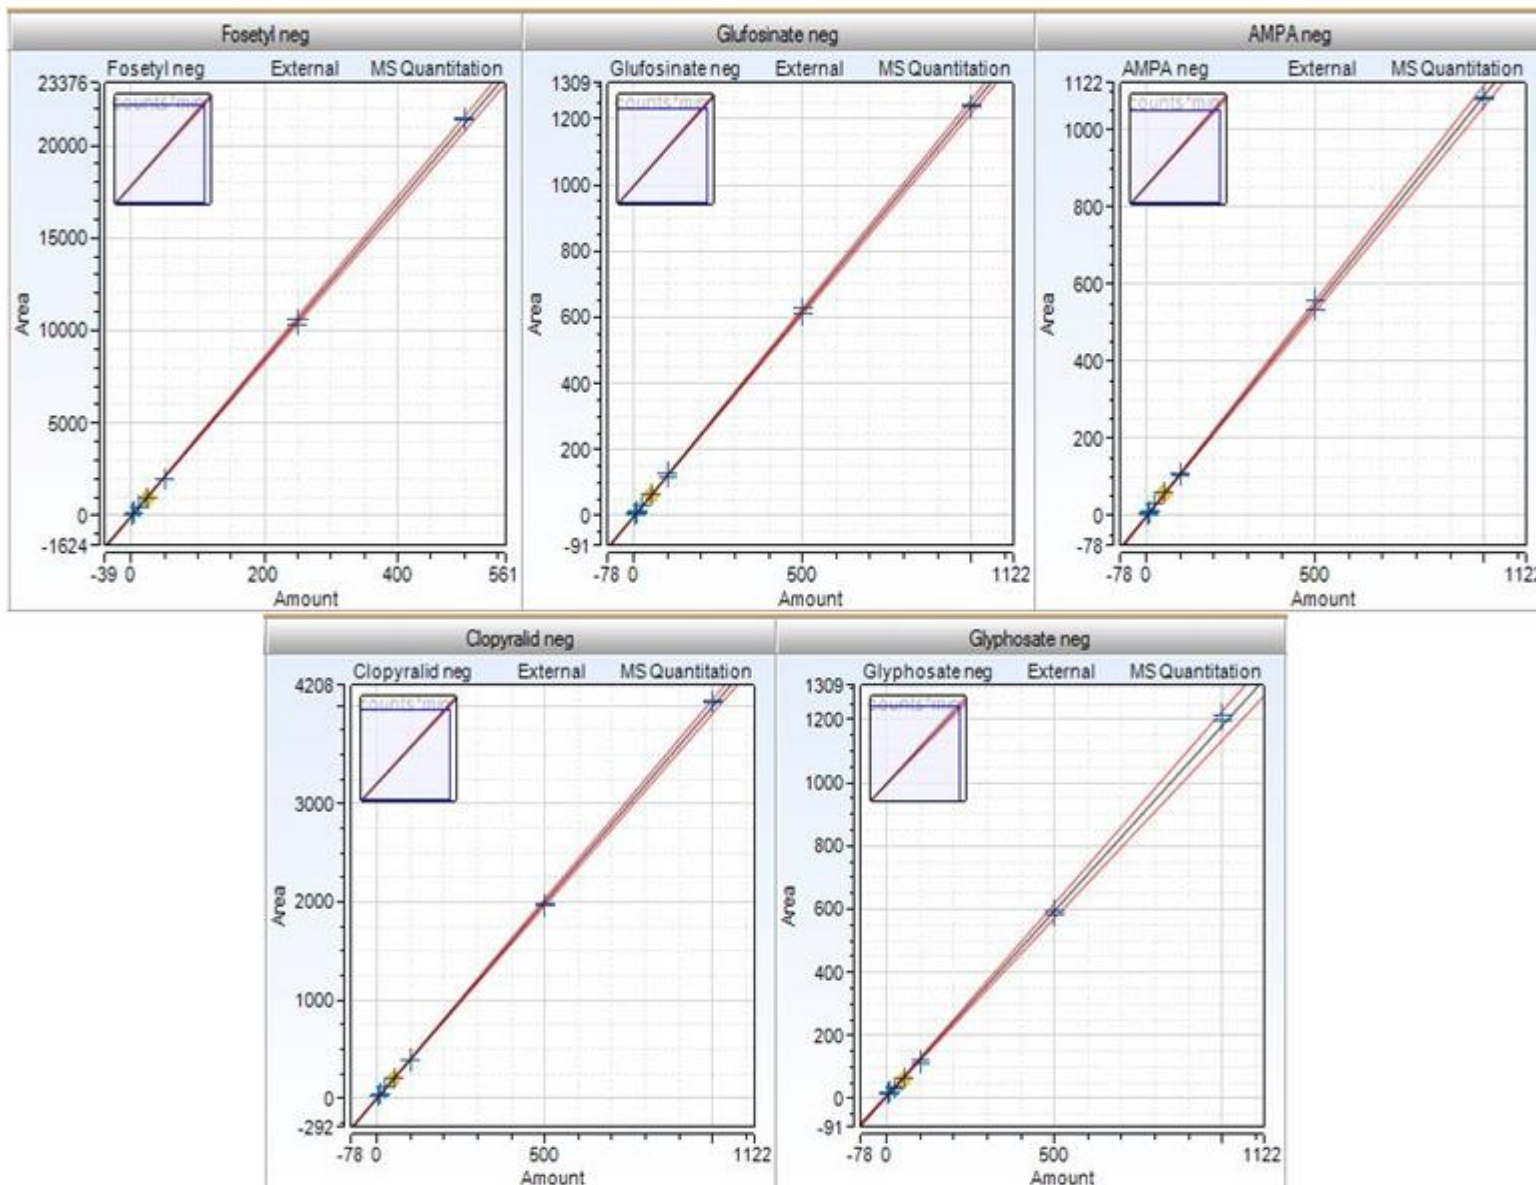 Fosetyl neg
Glufosinate neg
AMPA neg
Fosetyl neg External MS Quantitation
Glufosinate neg External MS Quantitation
AMPA neg External MS Quantitation
23376
20000
15000
10000
5000
0
-1624
Area
-39 0 200 400 561
Amount
1309
1200
1000
800
600
400
200
0
-91
Area
-78 0 500 1122
Amount
1122
1000
800
600
400
200
0
-78
Area
-78 0 500 1122
Amount
Clopyralid neg
Glyphosate neg
Clopyralid neg External MS Quantitation
Glyphosate neg External MS Quantitation
4208
3000
2000
1000
0
-292
Area
-78 0 500 1122
Amount
1309
1200
1000
800
600
400
200
0
-91
Area
-78 0 500 1122
Amount